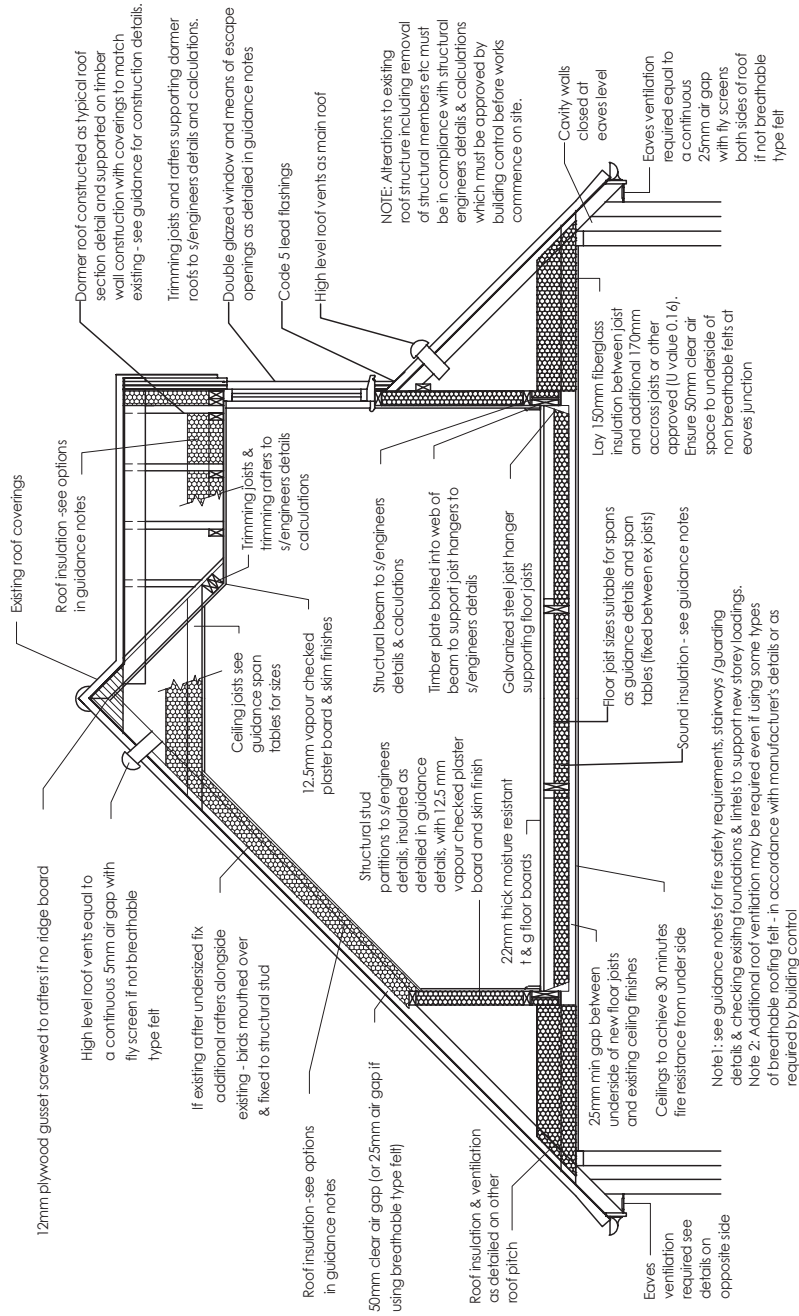 12mm plywood gusset screwed to rafters if no ridge board
High level roof vents equal to
a continuous 5mm air gap with
fly screen if not breathable
type felt
If existing rafter undersized fix
additional rafters alongside
existing - birds mouthed over
& fixed to structural stud
Roof insulation -see options
in guidance notes
50mm clear air gap (or 25mm air gap if
using breathable type felt)
Roof insulation & ventilation
as detailed on other
roof pitch
Eaves
ventilation
required see
details on
opposite side
Existing roof coverings
Roof insulation -see options
in guidance notes
Ceiling joists see
guidance span
tables for sizes
Trimming joists &
trimming rafters to
s/engineers details
calculations
12.5mm vapour checked
plaster board & skim finishes
Structural stud
partitions to s/engineers
details, insulated as
detailed in guidance
details, with 12.5 mm
vapour checked plaster
board and skim finish
22mm thick moisture resistant
t & g floor boards
Structural beam to s/engineers
details & calculations
Timber plate bolted into web of
beam to support joist hangers to
s/engineers details
Galvanized steel joist hanger
supporting floor joists
25mm min gap between
underside of new floor joists
and existing ceiling finishes
Ceilings to achieve 30 minutes
fire resistance from under side
Floor joist sizes suitable for spans
as guidance details and span
tables (fixed between ex joists)
Sound insulation - see guidance notes
Note1: see guidance notes for fire safety requirements, stairways /guarding
details & checking exisitng foundations & lintels to support new storey loadings.
Note 2: Additional roof ventilation may be required even if using some types
of breathable roofing felt - in accordance with manufacturer's details or as
required by building control
Dormer roof constructed as typical roof
section detail and supported on timber
wall construction with coverings to match
existing - see guidance for construction details.
Trimming joists and rafters supporting dormer
roofs to s/engineers details and calculations.
Double glazed window and means of escape
openings as detailed in guidance notes
Code 5 lead flashings
High level roof vents as main roof
NOTE: Alterations to existing
roof structure including removal
of structural members etc must
be in compliance with structural
engineers details & calculations
which must be approved by
building control before works
commence on site.
Cavity walls
closed at
eaves level
Eaves ventilation
required equal to
a continuous
25mm air gap
with fly screens
both sides of roof
if not breathable
type felt
Lay 150mm fiberglass
insulation between joist
and additional 170mm
accross joists or other
approved (U value 0.16).
Ensure 50mm clear air
space to underside of
non breathable felts at
eaves junction